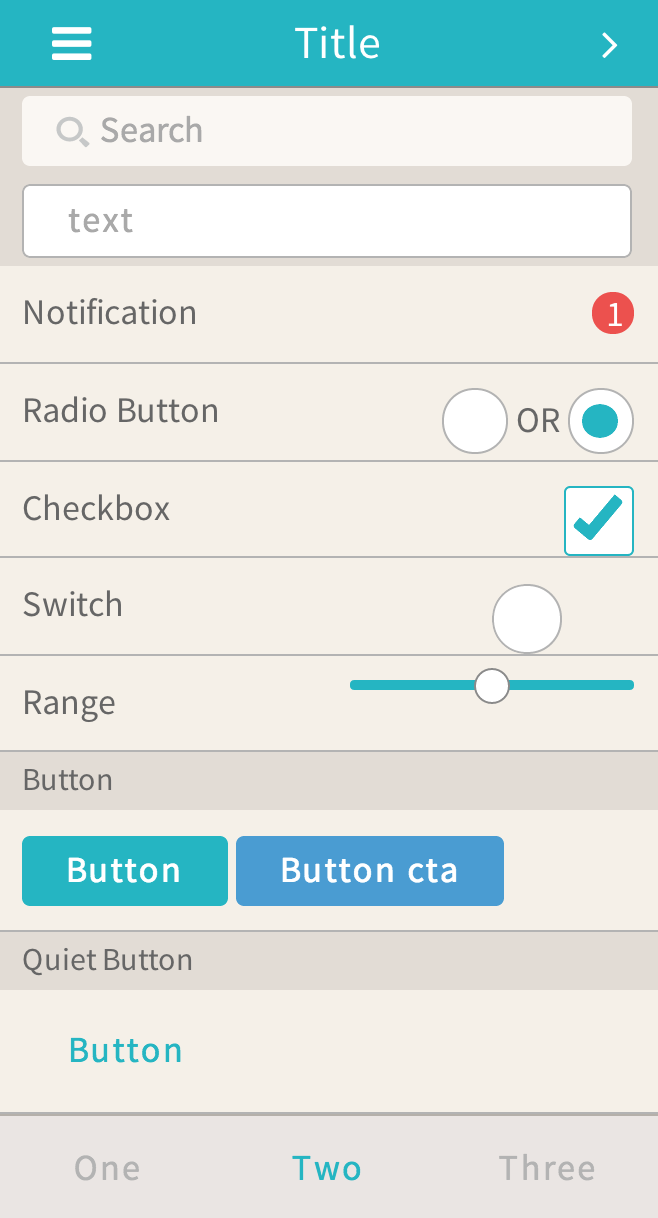 Title
Search
text
Notification 1
Radio Button OR
Checkbox
Switch
Range
Button
Button Button cta
Quiet Button
Button
One Two Three